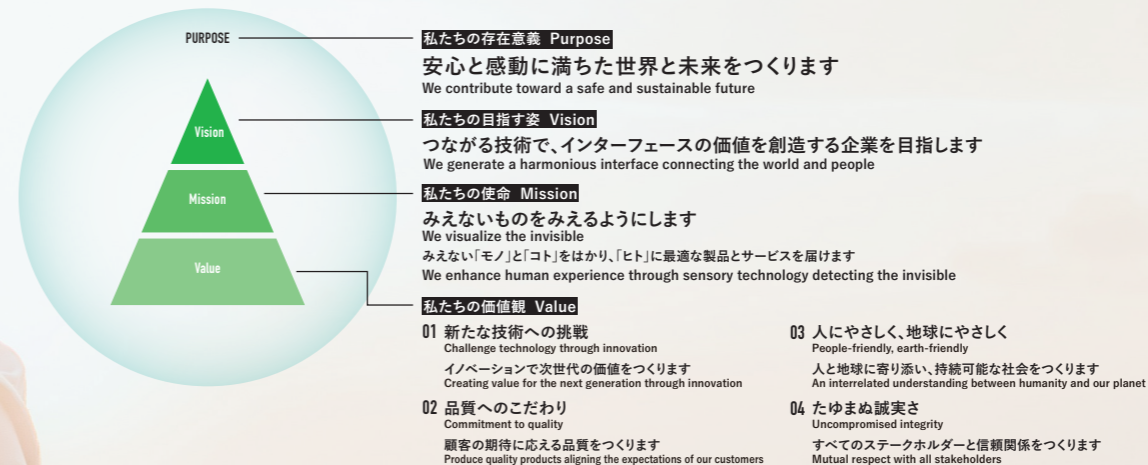 PURPOSE
Vision
Mission
Value
私たちの存在意義 Purpose
安心と感動に満ちた世界と未来をつくります
We contribute toward a safe and sustainable future
私たちの目指す姿 Vision
つながる技術で、インターフェースの価値を創造する企業を目指します
We generate a harmonious interface connecting the world and people
私たちの使命 Mission
みえないものをみえるようにします
We visualize the invisible
みえない「モノ」と「コト」をはかり、「ヒト」に最適な製品とサービスを届けます
We enhance human experience through sensory technology detecting the invisible
私たちの価値観 Value
01 新たな技術への挑戦
Challenge technology through innovation
イノベーションで次世代の価値をつくります
Creating value for the next generation through innovation
02 品質へのこだわり
Commitment to quality
顧客の期待に応える品質をつくります
Produce quality products aligning the expectations of our customers
03 人にやさしく、地球にやさしく
People-friendly, earth-friendly
人と地球に寄り添い、持続可能な社会をつくります
An interrelated understanding between humanity and our planet
04 たゆまぬ誠実さ
Uncompromised integrity
すべてのステークホルダーと信頼関係をつくります
Mutual respect with all stakeholders